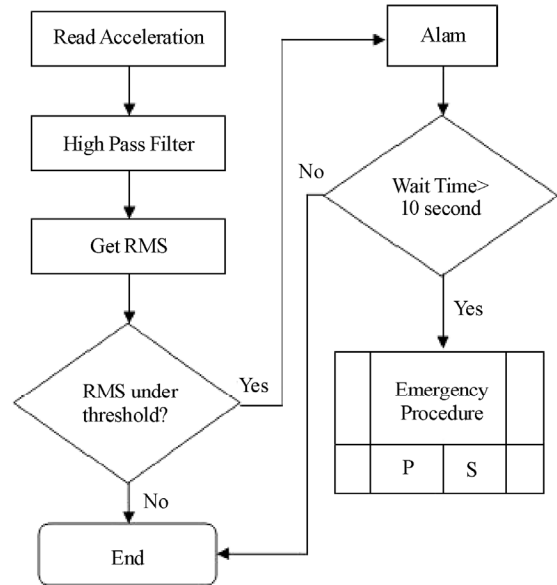 Read Acceleration
High Pass Filter
Get RMS
RMS under
threshold?
Yes
No
End
Alam
Wait Time>
10 second
No
Yes
Emergency
Procedure
P
S